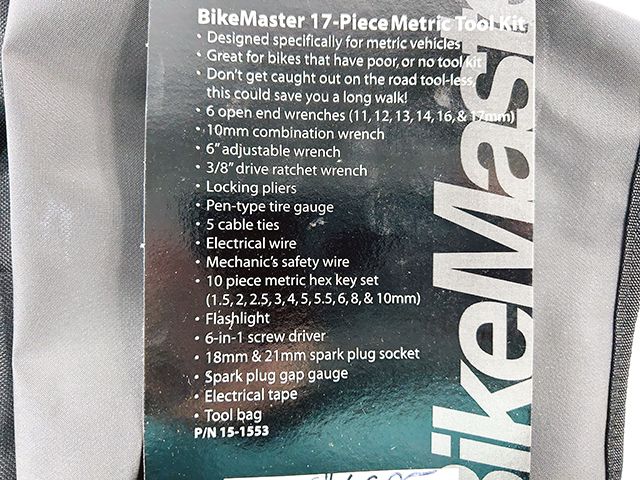 BikeMaster 17-Piece Metric Tool Kit
• Designed specifically for metric vehicles
• Great for bikes that have poor, or no tool kit
• Don't get caught out on the road tool-less,
this could save you a long walk!
• 6 open end wrenches (11, 12, 13, 14, 16, & 17mm)
• 10mm combination wrench
• 6" adjustable wrench
• 3/8" drive ratchet wrench
• Locking pliers
• Pen-type tire gauge
• 5 cable ties
• Electrical wire
• Mechanic's safety wire
• 10 piece metric hex key set
(1.5, 2, 2.5, 3, 4, 5, 5.5, 6, 8, & 10mm)
• Flashlight
• 6-in-1 screw driver
• 18mm & 21mm spark plug socket
• Spark plug gap gauge
• Electrical tape
• Tool bag
P/N 15-1553
BikeMaste